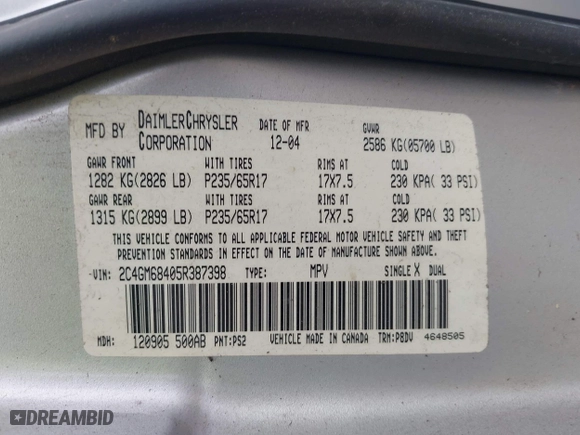 MFD BY DAIMLERCHRYSLER CORPORATION DATE OF MFR 12-04 GVWR 2586 KG(05700 LB)
GAWR FRONT WITH TIRES RIMS AT COLD
1282 KG(2826 LB) P235/65R17 17X7.5 230 KPA( 33 PSI)
GAWR REAR WITH TIRES RIMS AT COLD
1315 KG(2899 LB) P235/65R17 17X7.5 230 KPA( 33 PSI)
THIS VEHICLE CONFORMS TO ALL APPLICABLE FEDERAL MOTOR VEHICLE SAFETY AND THEFT
PREVENTION STANDARDS IN EFFECT ON THE DATE OF MANUFACTURE SHOWN ABOVE.
VIN: 2C4GM68405R387398 TYPE: MPV SINGLE X DUAL
MDH: 120905 500AB PNT:PS2 VEHICLE MADE IN CANADA TRM:P8DV 4648505
DREAMBID